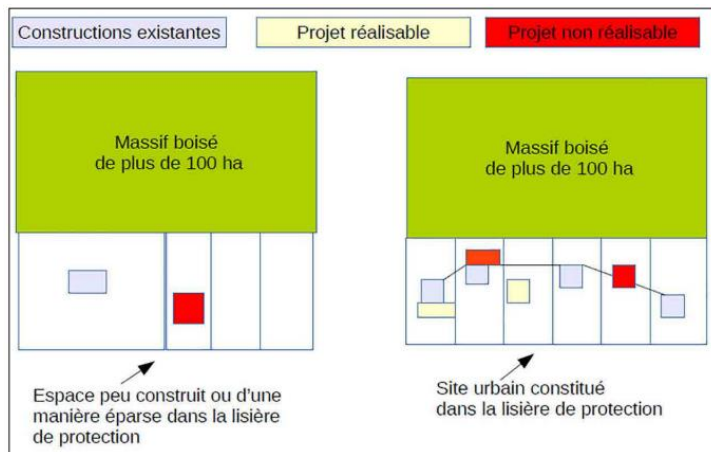 Constructions existantes
Projet réalisable
Projet non réalisable
Massif boisé
de plus de 100 ha
Massif boisé
de plus de 100 ha
Espace peu construit ou d'une
manière éparse dans la lisière
de protection
Site urbain constitué
dans la lisière de protection